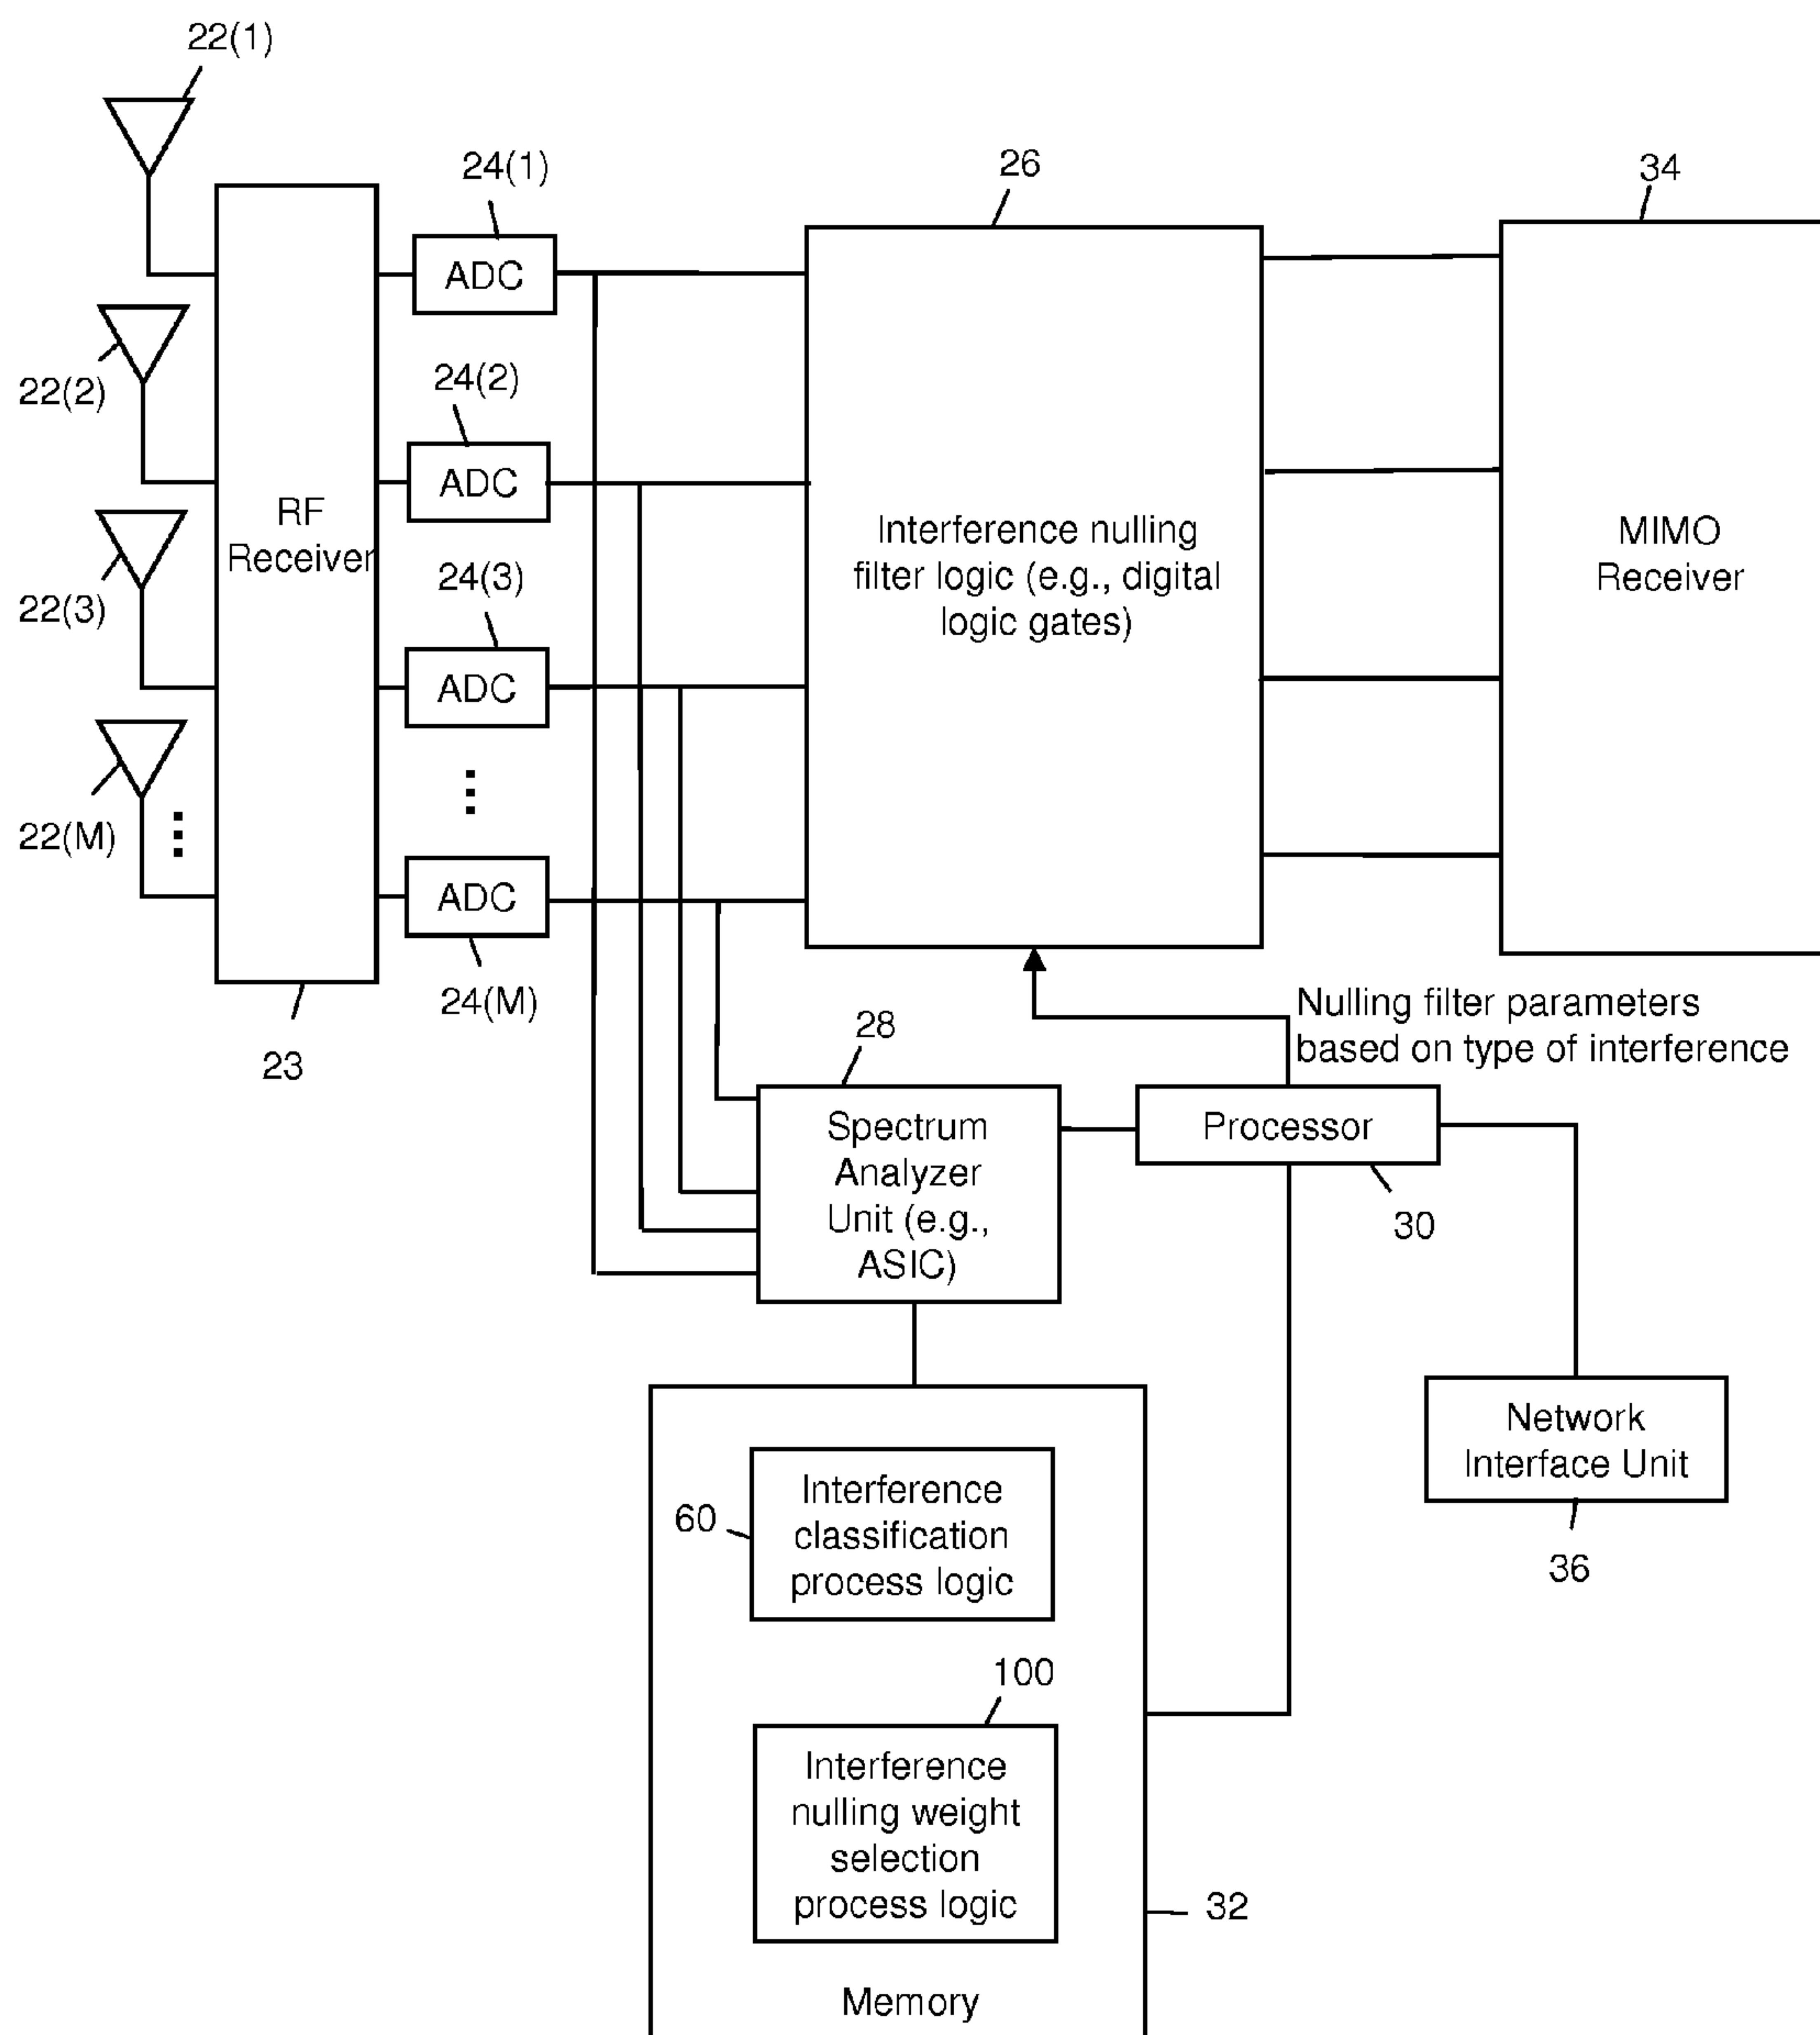 22(1)
22(2)
22(3)
22(M)
RF
Receiver
23
24(1)
ADC
24(2)
ADC
24(3)
ADC
ADC
24(M)
26
Interference nulling
filter logic (e.g., digital
logic gates)
34
MIMO
Receiver
Nulling filter parameters
based on type of interference
28
Spectrum
Analyzer
Unit (e.g.,
ASIC)
Processor
30
Network
Interface Unit
36
60
Interference
classification
process logic
100
Interference
nulling weight
selection
process logic
32
Memory